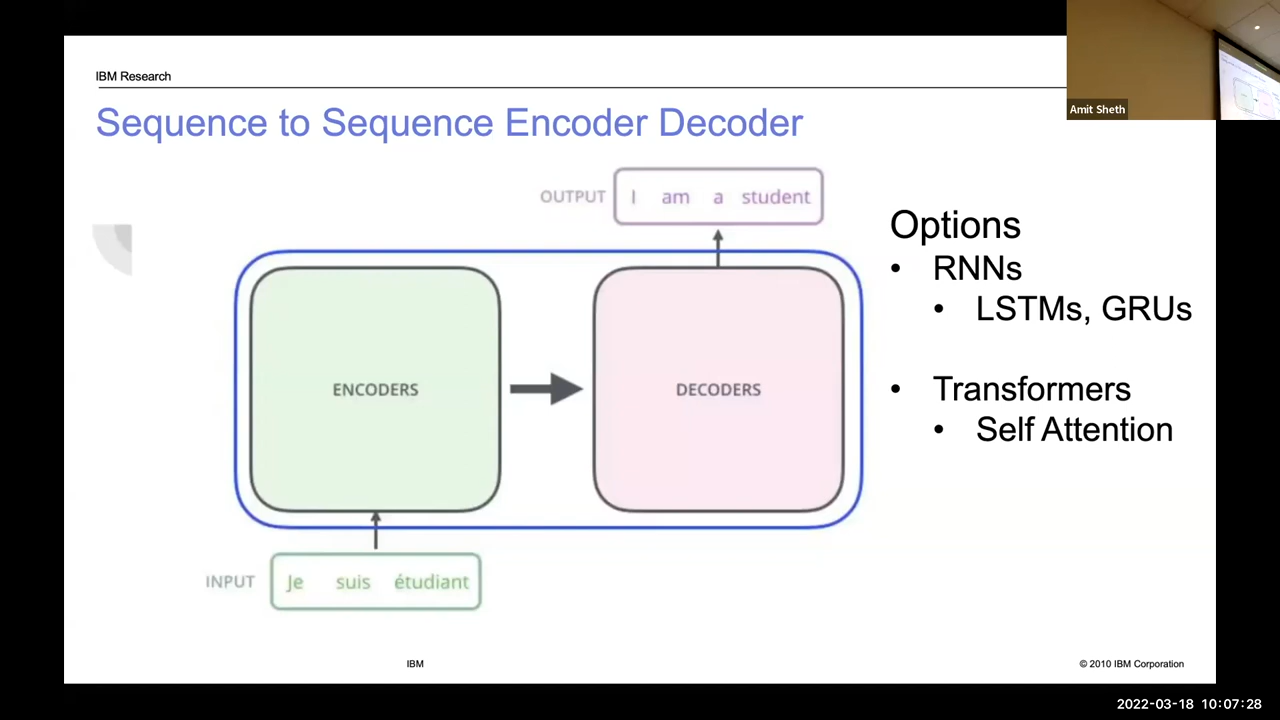 IBM Research
Amit Sheth
Sequence to Sequence Encoder Decoder
OUTPUT I am a student
Options
• RNNs
• LSTMs, GRUs
• Transformers
• Self Attention
ENCODERS
DECODERS
INPUT Je suis étudiant
IBM
© 2010 IBM Corporation
2022-03-18 10:07:28